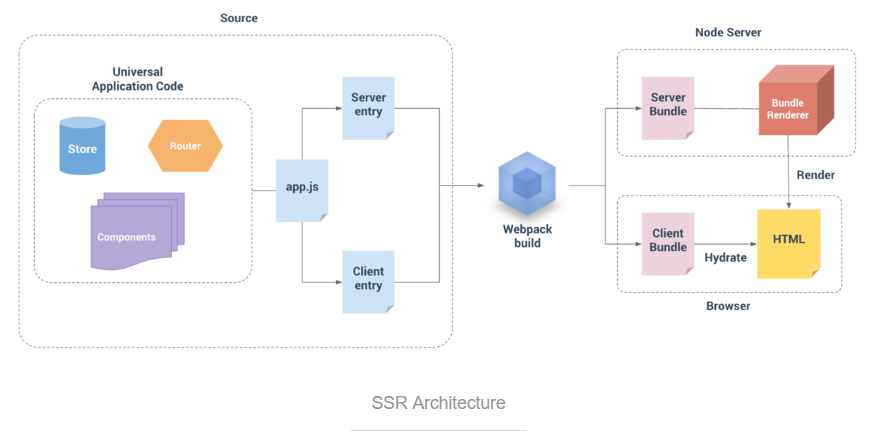 Source
Universal
Application Code
Store
Router
Components
app.js
Server
entry
Client
entry
Webpack
build
Node Server
Server
Bundle
Bundle
Renderer
Render
Client
Bundle
Hydrate
HTML
Browser
SSR Architecture